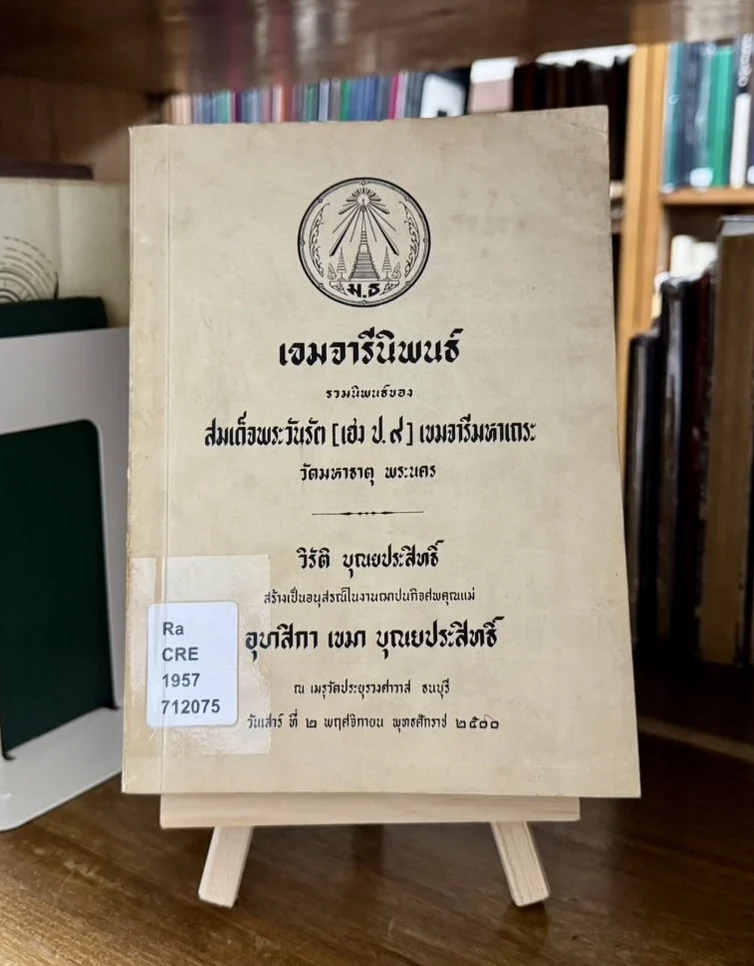 ม.ธ
เขมจารีนิพนธ์
รวมนิพนธ์ของ
สมเด็จพระวันรัต [เฮง ป.๙] เขมจารีมหาเถระ
วัดมหาธาตุ พระนคร
วิรัติ บุณยประสิทธิ์
สร้างเป็นอนุสรณ์ในงานฌาปนกิจศพคุณแม่
อุบาสิกา เขมา บุณยประสิทธิ์
ณ เมรุวัดประยุรวงศาวาส ธนบุรี
วันเสาร์ ที่ ๒ พฤศจิกายน พุทธศักราช ๒๕๐๐
Ra
CRE
1957
712075